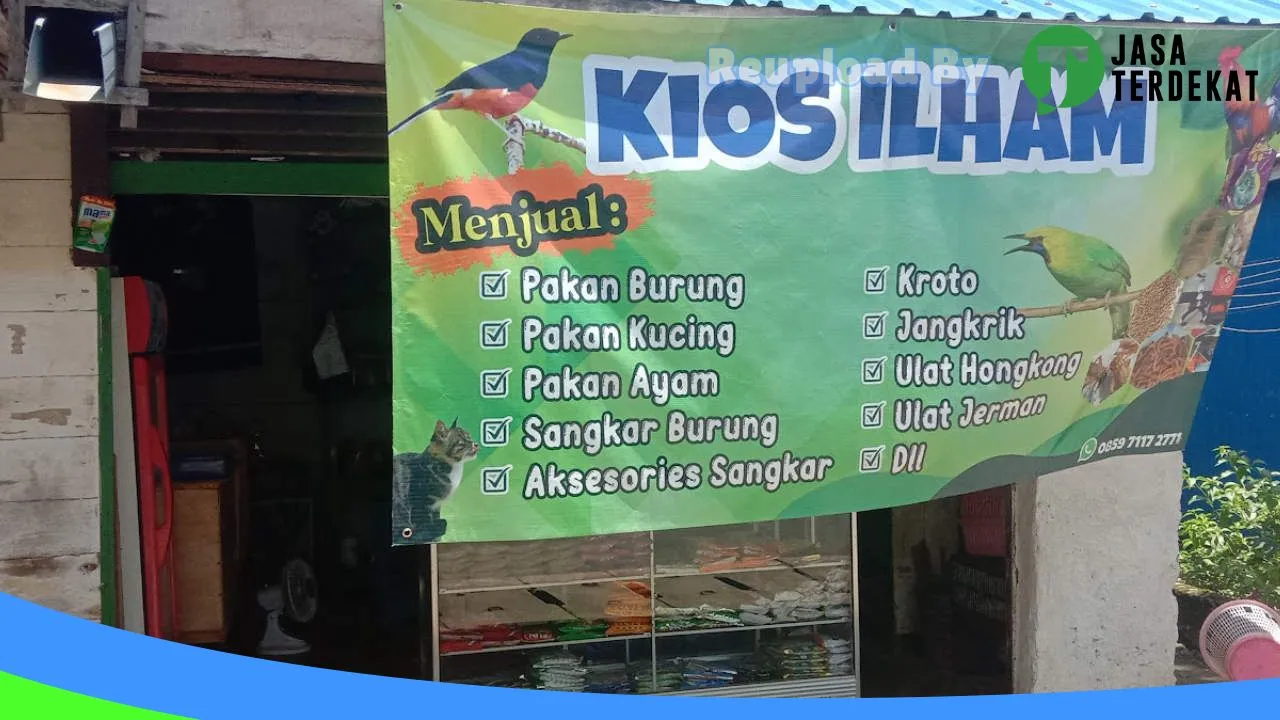 Reupload By
JASA
TERDEKAT
KIOS ILHAM
Menjual:
Pakan Burung
Pakan Kucing
Pakan Ayam
Sangkar Burung
Aksesories Sangkar
Kroto
Jangkrik
Ulat Hongkong
Ulat Jerman
Dll
0859 7117 2771